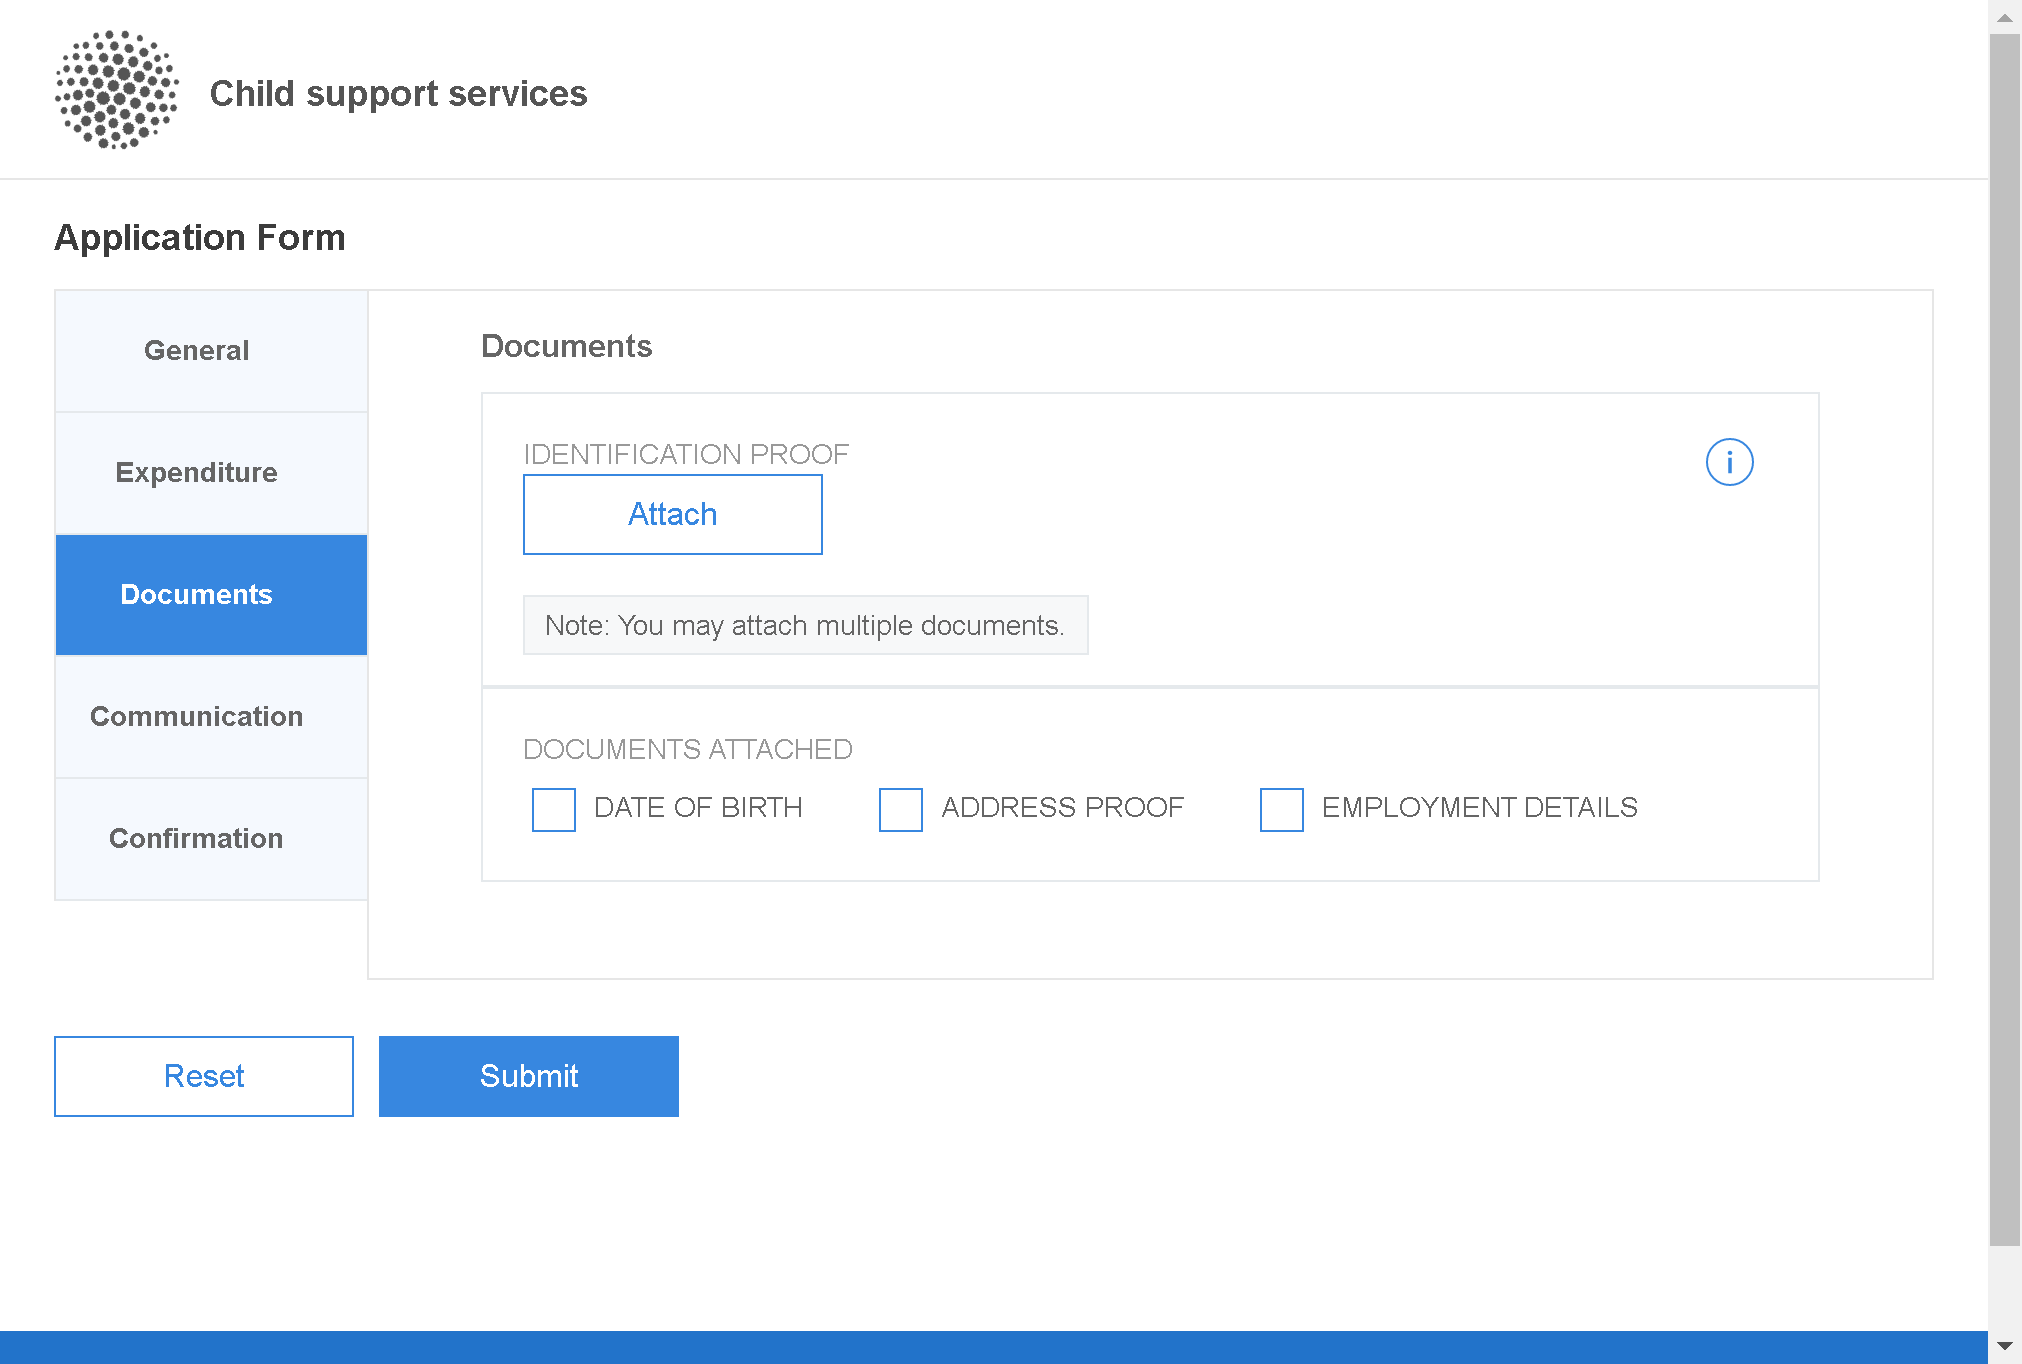 Child support services
Application Form
General
Expenditure
Documents
Communication
Confirmation
Documents
IDENTIFICATION PROOF
i
Attach
Note: You may attach multiple documents.
DOCUMENTS ATTACHED
DATE OF BIRTH ADDRESS PROOF EMPLOYMENT DETAILS
Reset Submit